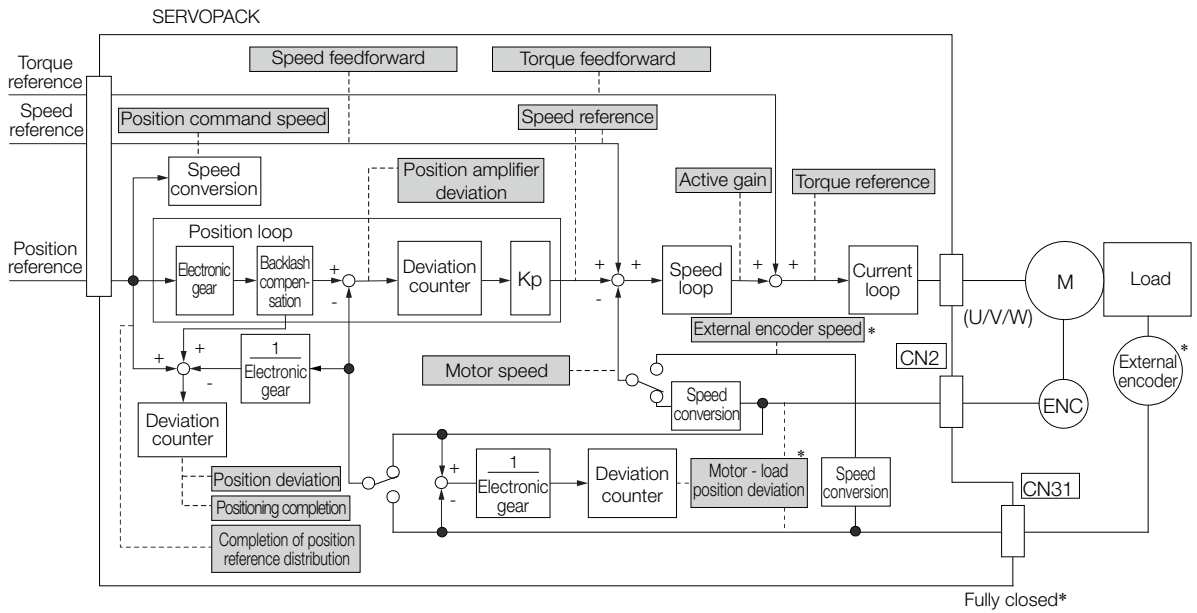 SERVOPACK
Torque
reference
Speed feedforward
Torque feedforward
Speed
reference
Position command speed
Speed reference
Speed
conversion
Position amplifier
deviation
Active gain
Torque reference
Position
reference
Position loop
Electronic
gear
Backlash
compen-
sation
+
-
Deviation
counter
Kp
+
+
-
Speed
loop
+
+
Current
loop
M
Load
(U/V/W)
External encoder speed *
+
+
-
1
Electronic
gear
Motor speed
CN2
External
encoder
*
Speed
conversion
ENC
Deviation
counter
Position deviation
Positioning completion
Completion of position
reference distribution
+
-
1
Electronic
gear
Deviation
counter
*
Motor - load
position deviation
Speed
conversion
CN31
Fully closed*